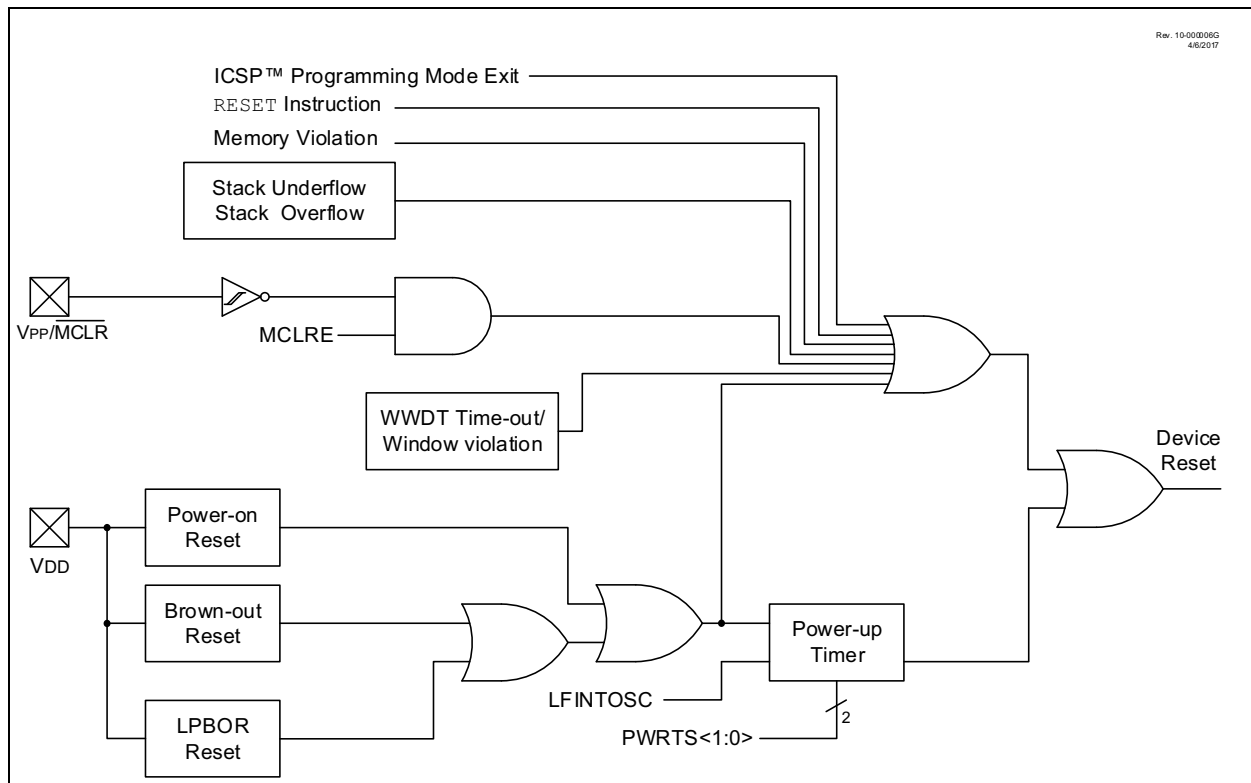 Rev. 10-000006G
4/6/2017
ICSP™ Programming Mode Exit
RESET Instruction
Memory Violation
Stack Underflow
Stack Overflow
VPP/MCLR
MCLRE
WWDT Time-out/
Window violation
Device
Reset
Power-on
Reset
VDD
Brown-out
Reset
Power-up
Timer
LFINTOSC
2
LPBOR
Reset
PWRTS<1:0>